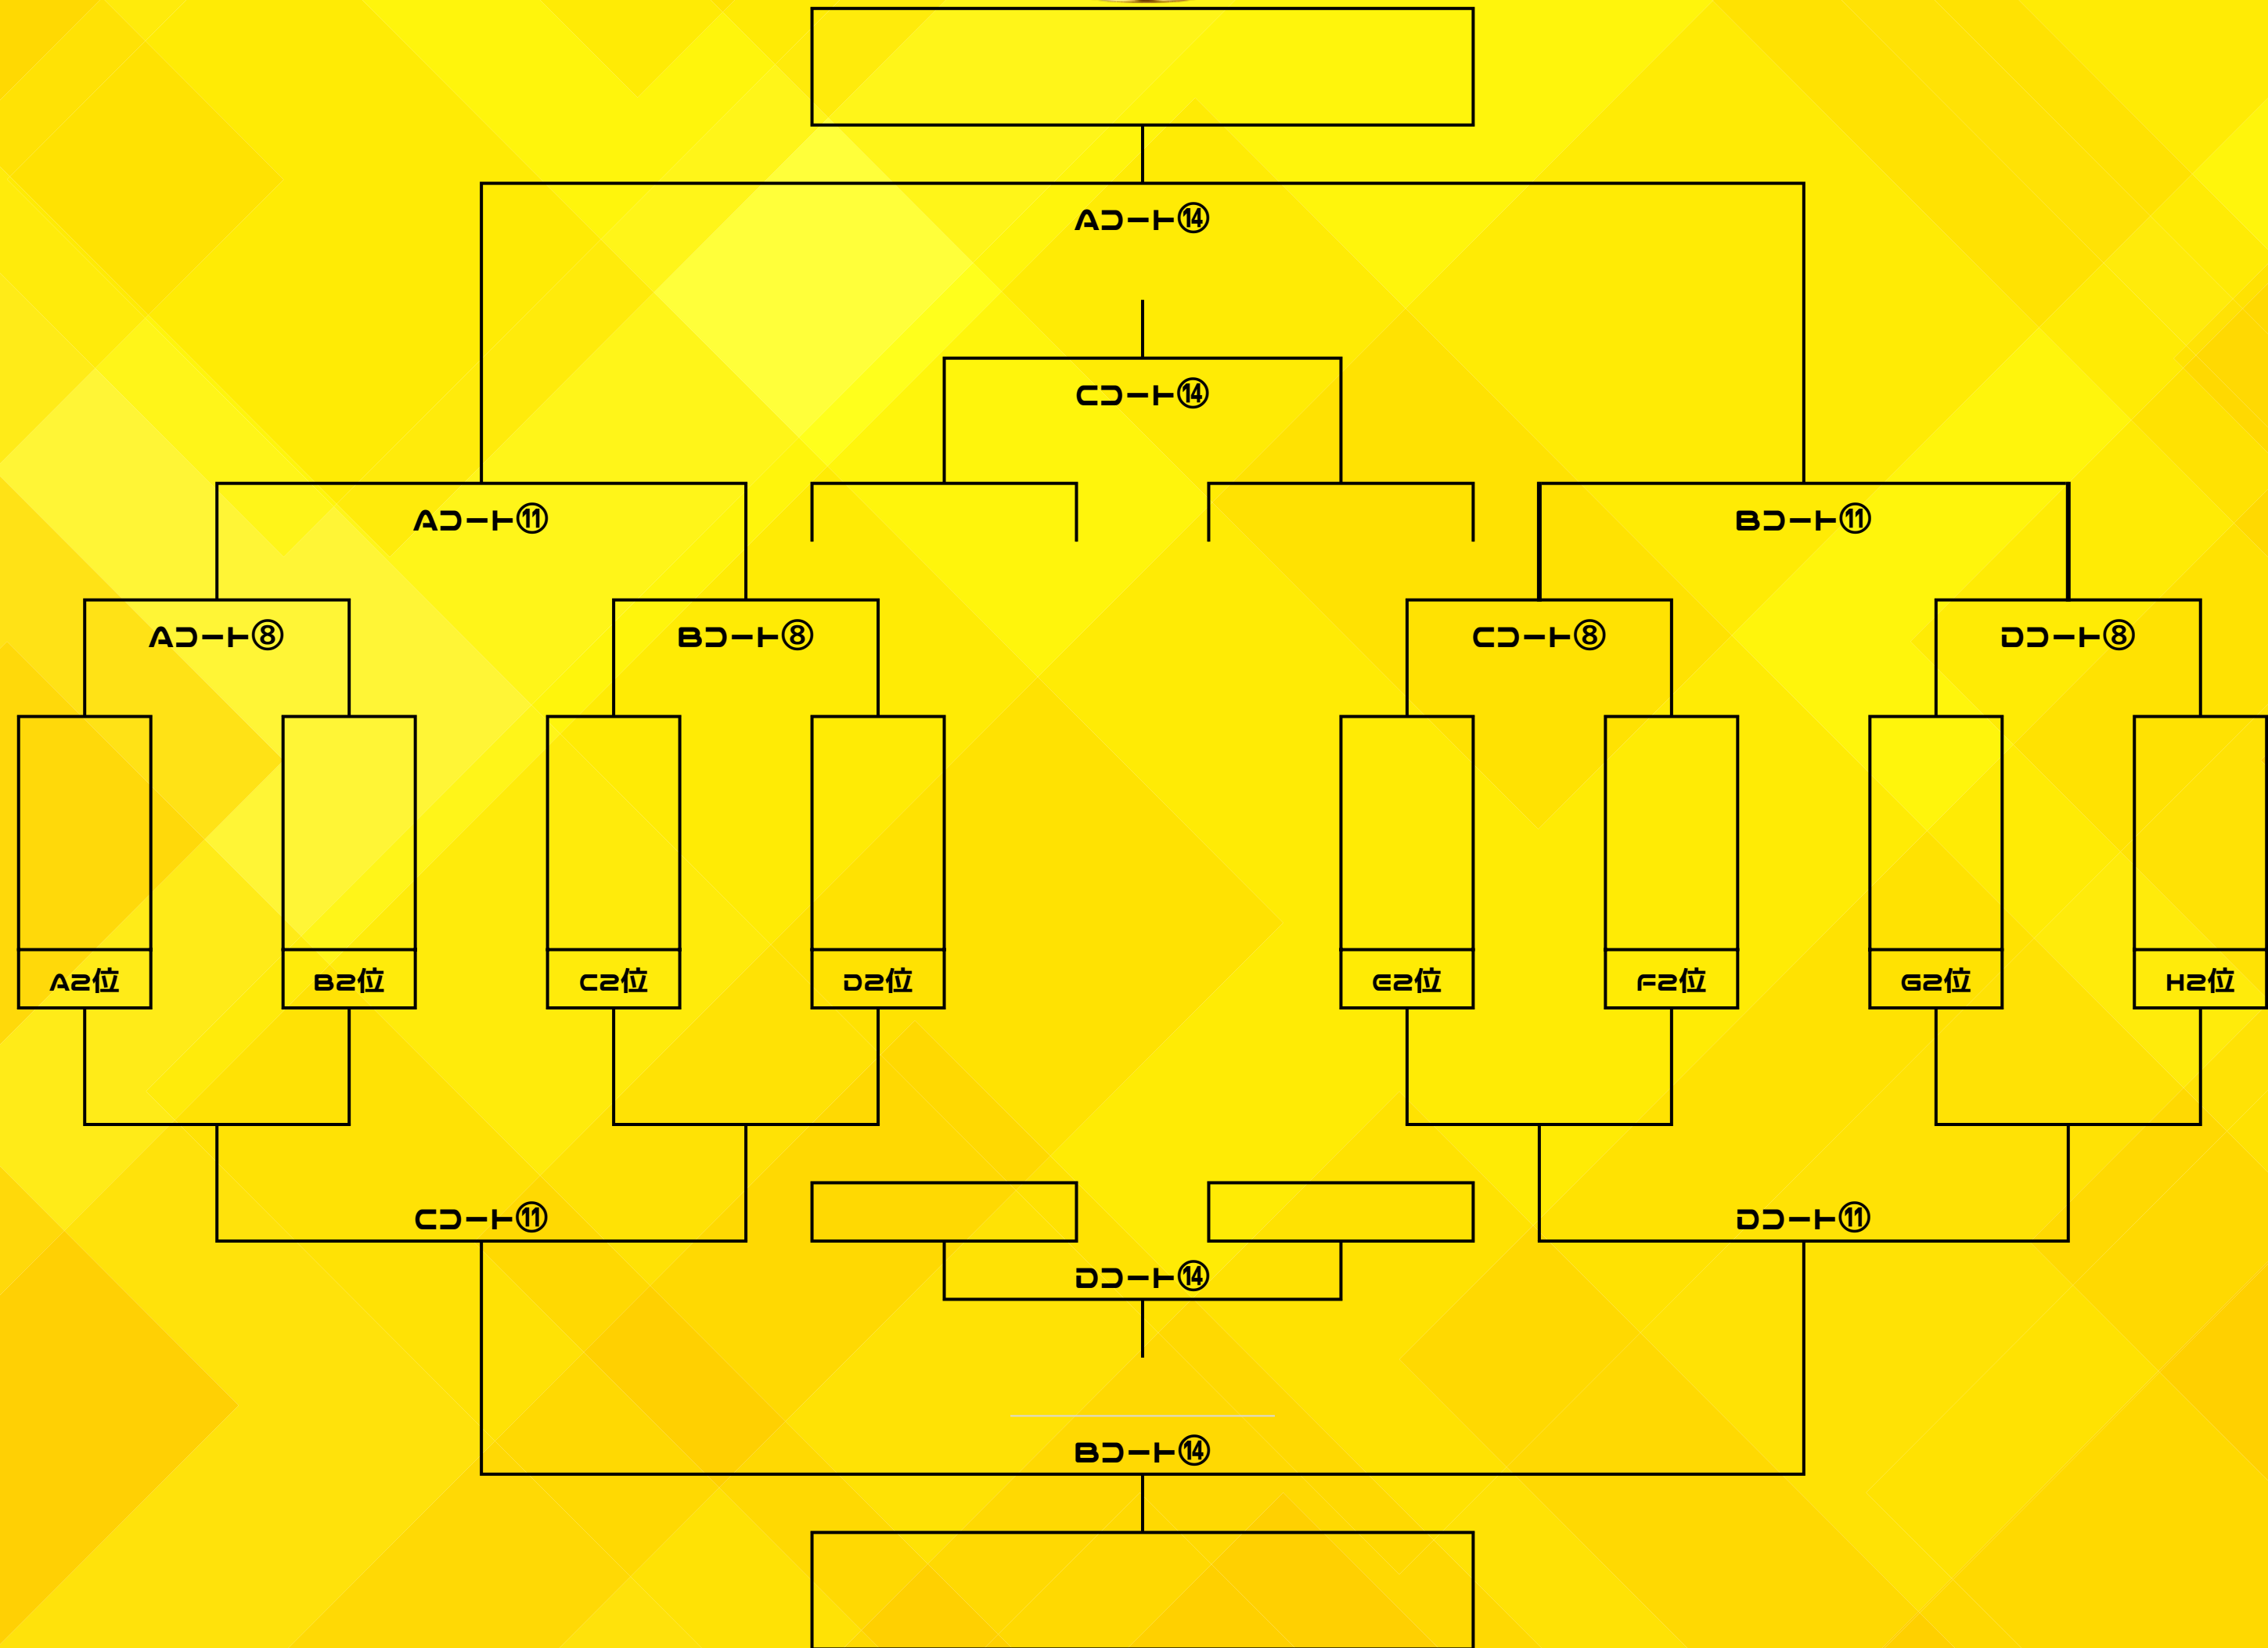 Aコート⑭
Cコート⑭
Aコート⑪
Bコート⑪
Aコート⑧
Bコート⑧
Cコート⑧
Dコート⑧
A2位
B2位
C2位
D2位
E2位
F2位
G2位
H2位
Cコート⑪
Dコート⑪
Dコート⑭
Bコート⑭